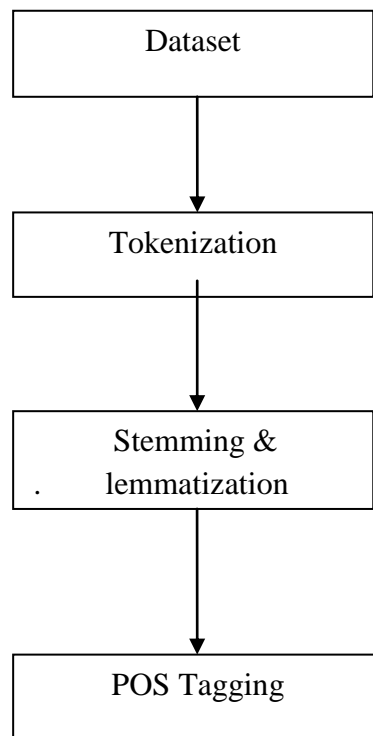 Dataset
Tokenization
Stemming &
. lemmatization
POS Tagging